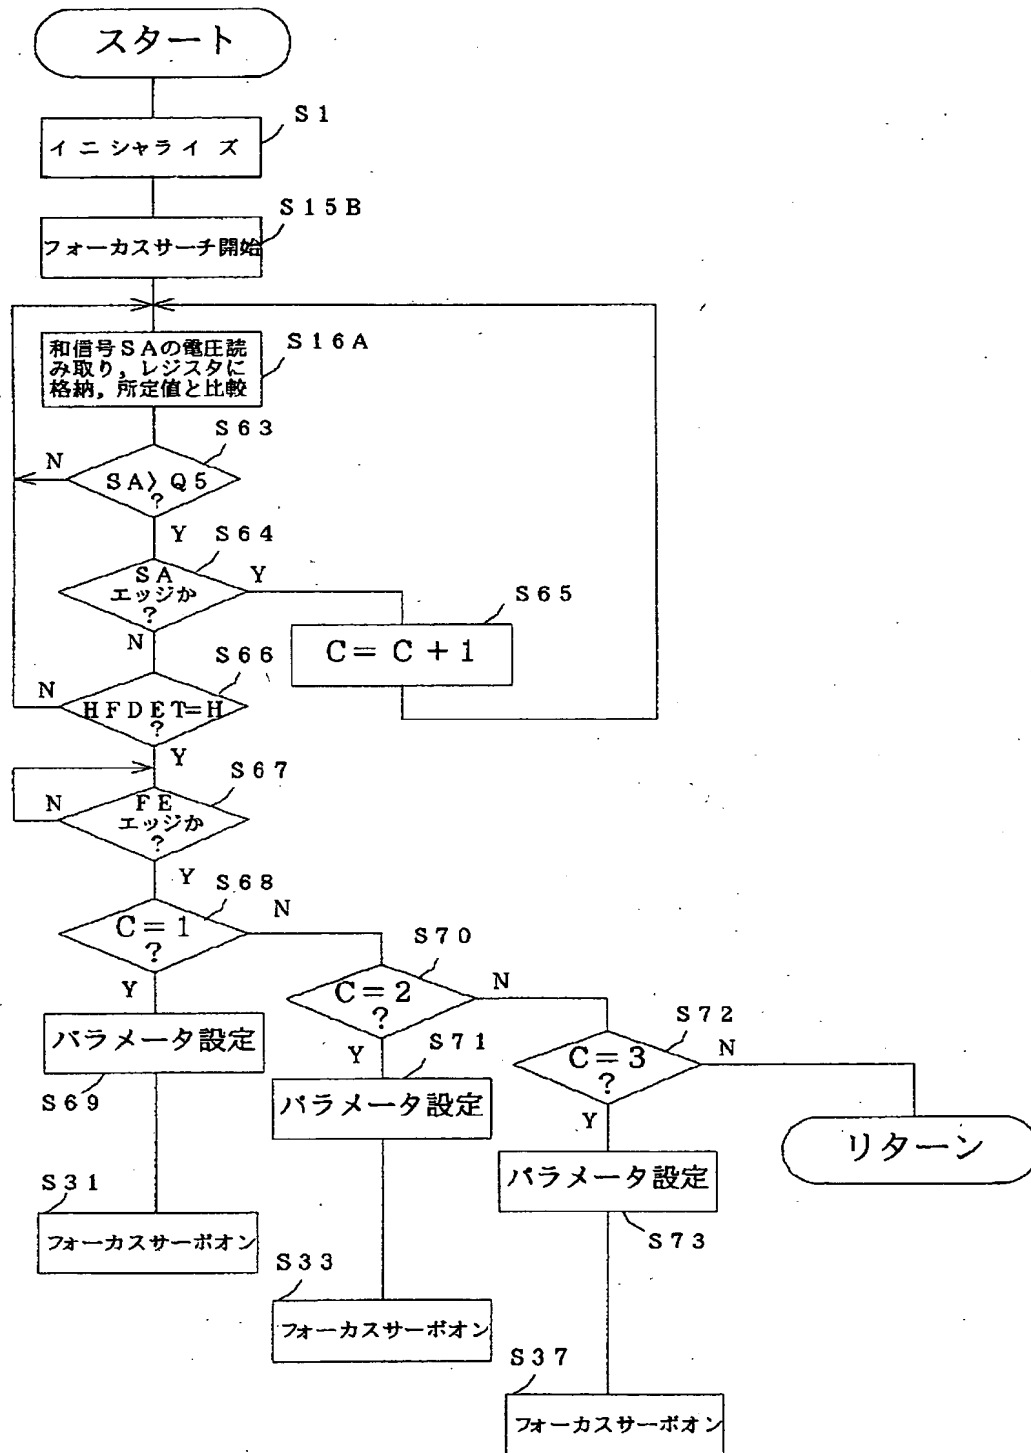 スタート
S1
イニシャライズ
S15B
フォーカスサーチ開始
S16A
和信号SAの電圧読
み取り,レジスタに
格納,所定値と比較
S63
N
SA>Q5
?
Y
S64
SA
エッジか
?
Y
S65
C=C+1
N
S66
N
HFDET=H
?
Y
S67
N
FE
エッジか
?
Y
S68
C=1
?
N
S70
Y
C=2
?
N
S72
パラメータ設定
S69
Y
S71
C=3
?
N
パラメータ設定
Y
リターン
パラメータ設定
S73
S31
フォーカスサーボオン
S33
フォーカスサーボオン
S37
フォーカスサーボオン